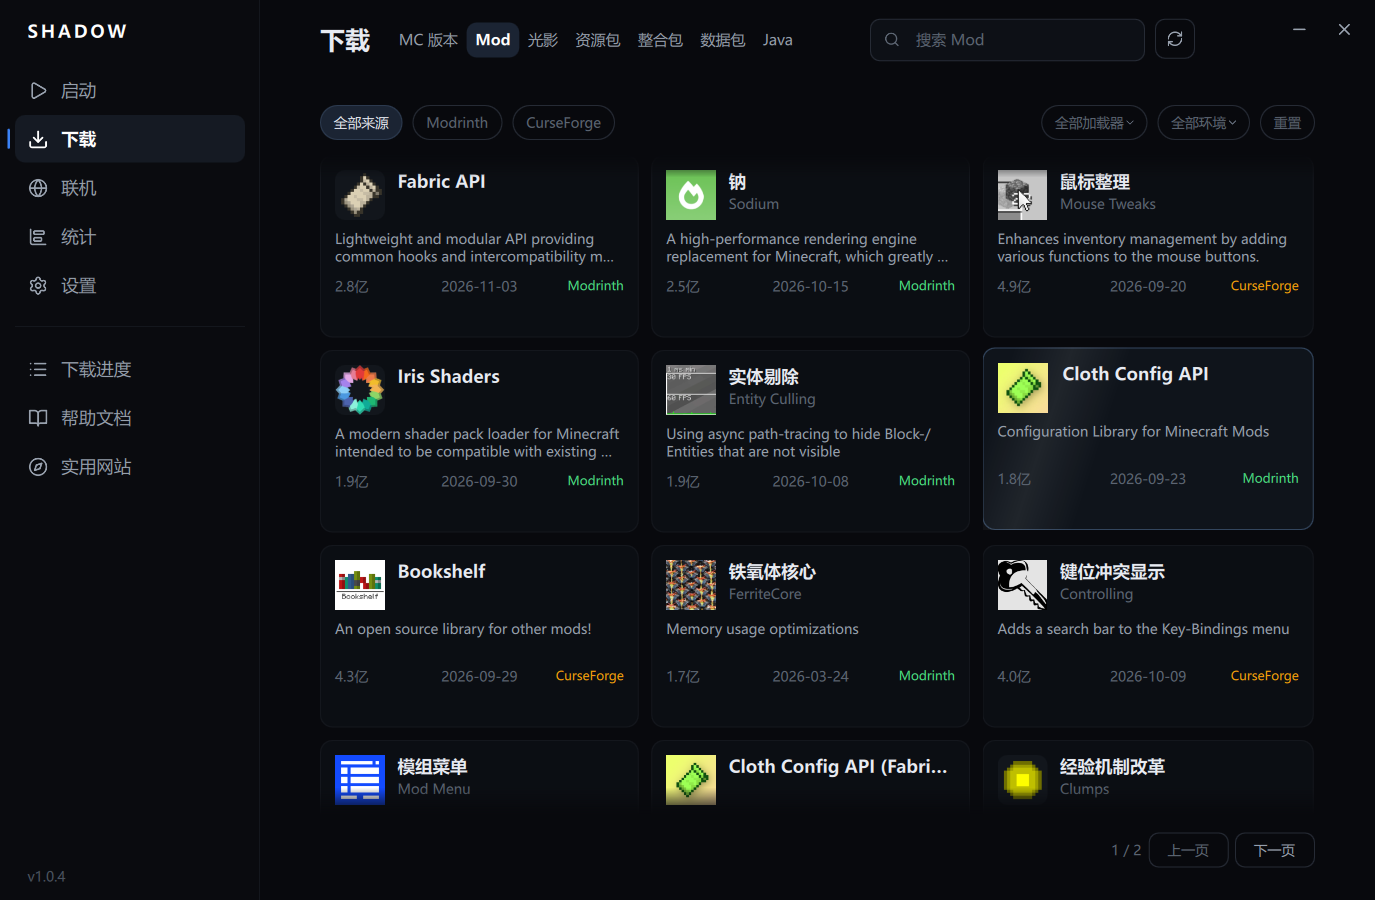 SHADOW
启动
下载
联机
统计
设置
下载进度
帮助文档
实用网站
v1.0.4
下载
MC 版本
Mod
光影
资源包
整合包
数据包
Java
搜索 Mod
全部来源
Modrinth
CurseForge
全部加载器
全部环境
重置
Fabric API
Lightweight and modular API providing
common hooks and intercompatibility m...
2.8亿
2026-11-03
Modrinth
钠
Sodium
A high-performance rendering engine
replacement for Minecraft, which greatly ...
2.5亿
2026-10-15
Modrinth
鼠标整理
Mouse Tweaks
Enhances inventory management by adding
various functions to the mouse buttons.
4.9亿
2026-09-20
CurseForge
Iris Shaders
A modern shader pack loader for Minecraft
intended to be compatible with existing ...
1.9亿
2026-09-30
Modrinth
30 FPS
60 FPS
实体剔除
Entity Culling
Using async path-tracing to hide Block-/
Entities that are not visible
1.9亿
2026-10-08
Modrinth
Cloth Config API
Configuration Library for Minecraft Mods
1.8亿
2026-09-23
Modrinth
Bookshelf
Bookshelf
An open source library for other mods!
4.3亿
2026-09-29
CurseForge
铁氧体核心
FerriteCore
Memory usage optimizations
1.7亿
2026-03-24
Modrinth
键位冲突显示
Controlling
Adds a search bar to the Key-Bindings menu
4.0亿
2026-10-09
CurseForge
模组菜单
Mod Menu
Cloth Config API (Fabri...
经验机制改革
Clumps
1 / 2
上一页
下一页